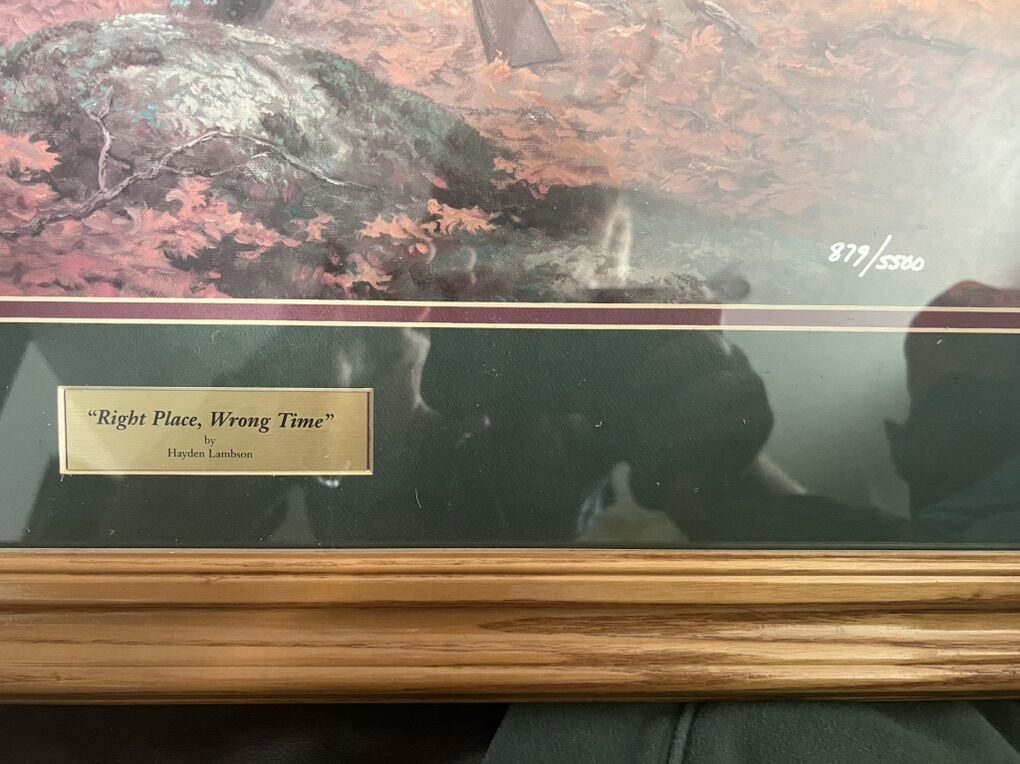 879/5500
“Right Place, Wrong Time”
by
Hayden Lambson